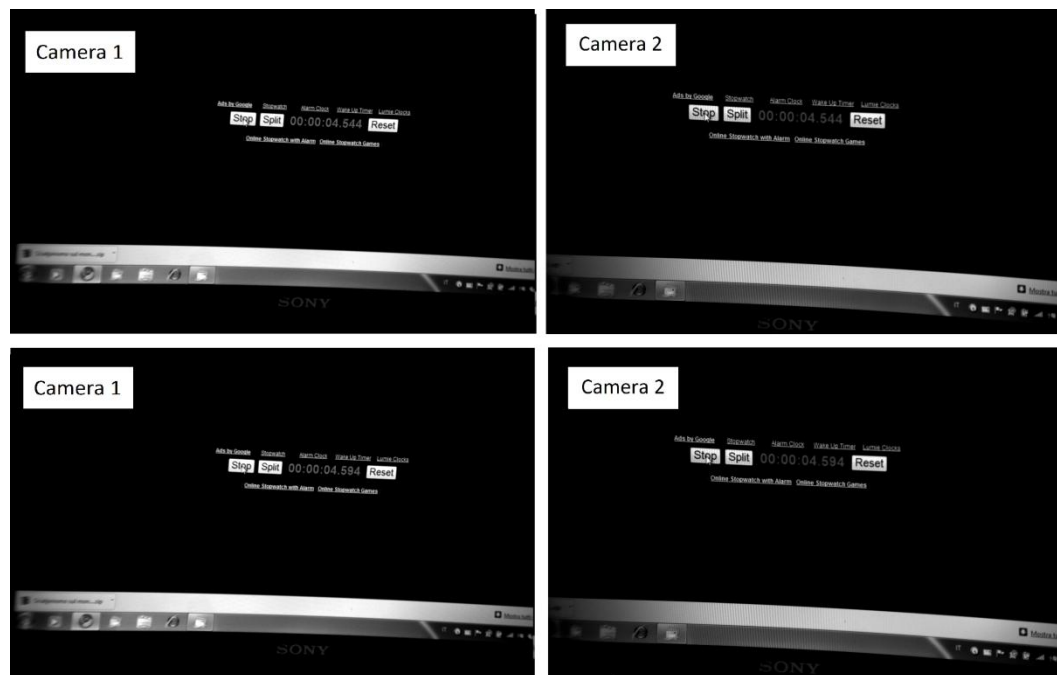 Camera 1
Ads by Google Stopwatch Alarm Clock Wake Up Timer Lumie Clocks
Stop Split 00:00:04.544 Reset
Online Stopwatch with Alarm Online Stopwatch Games
SONY
Camera 2
Ads by Google Stopwatch Alarm Clock Wake Up Timer Lumie Clocks
Stop Split 00:00:04.544 Reset
Online Stopwatch with Alarm Online Stopwatch Games
Mostra
IT
SONY
Camera 1
Ads by Google Stopwatch Alarm Clock Wake Up Timer Lumie Clocks
Stop Split 00:00:04.594 Reset
Online Stopwatch with Alarm Online Stopwatch Games
SONY
Camera 2
Ads by Google Stopwatch Alarm Clock Wake Up Timer Lumie Clocks
Stop Split 00:00:04.594 Reset
Online Stopwatch with Alarm Online Stopwatch Games
Mostra
IT
SONY